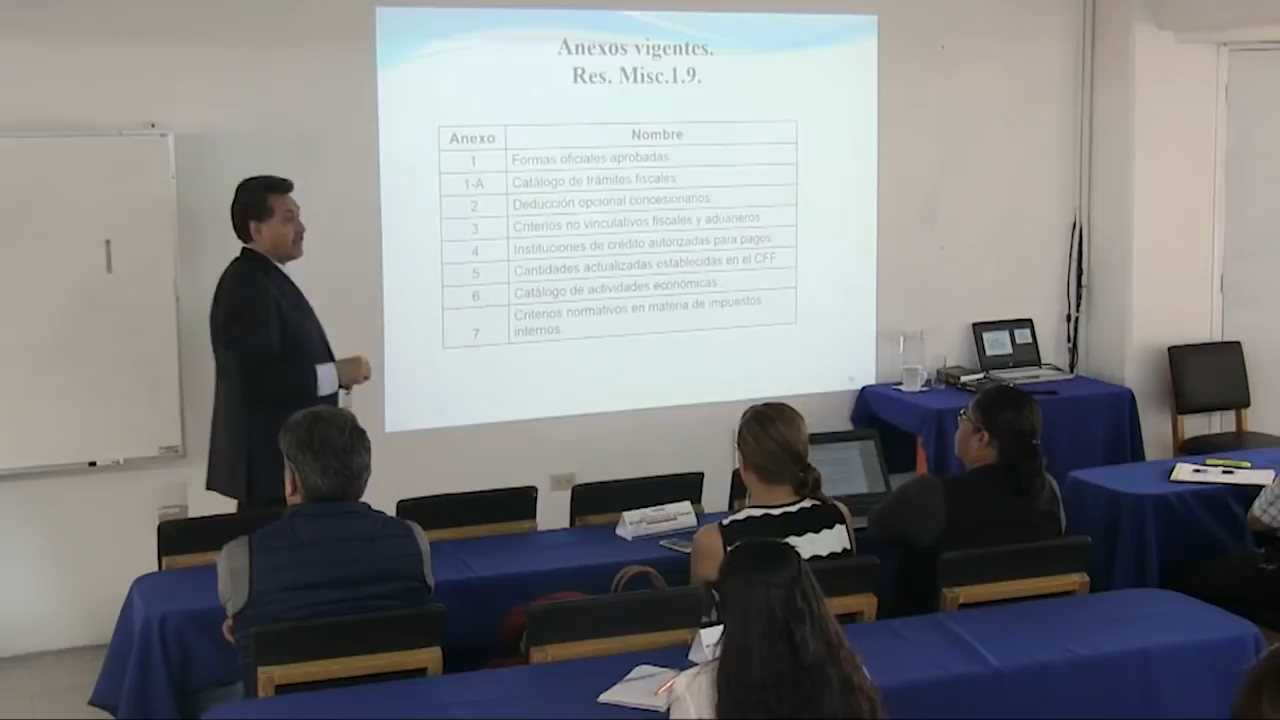 Anexos vigentes.
Res. Misc.1.9.
Anexo Nombre
1 Formas oficiales aprobadas
1-A Catálogo de trámites fiscales
2 Deducción opcional concesionarios
3 Criterios no vinculativos fiscales y aduaneros
4 Instituciones de crédito autorizadas para pagos
5 Cantidades actualizadas establecidas en el CFF
6 Catálogo de actividades económicas
7 Criterios normativos en materia de impuestos
internos